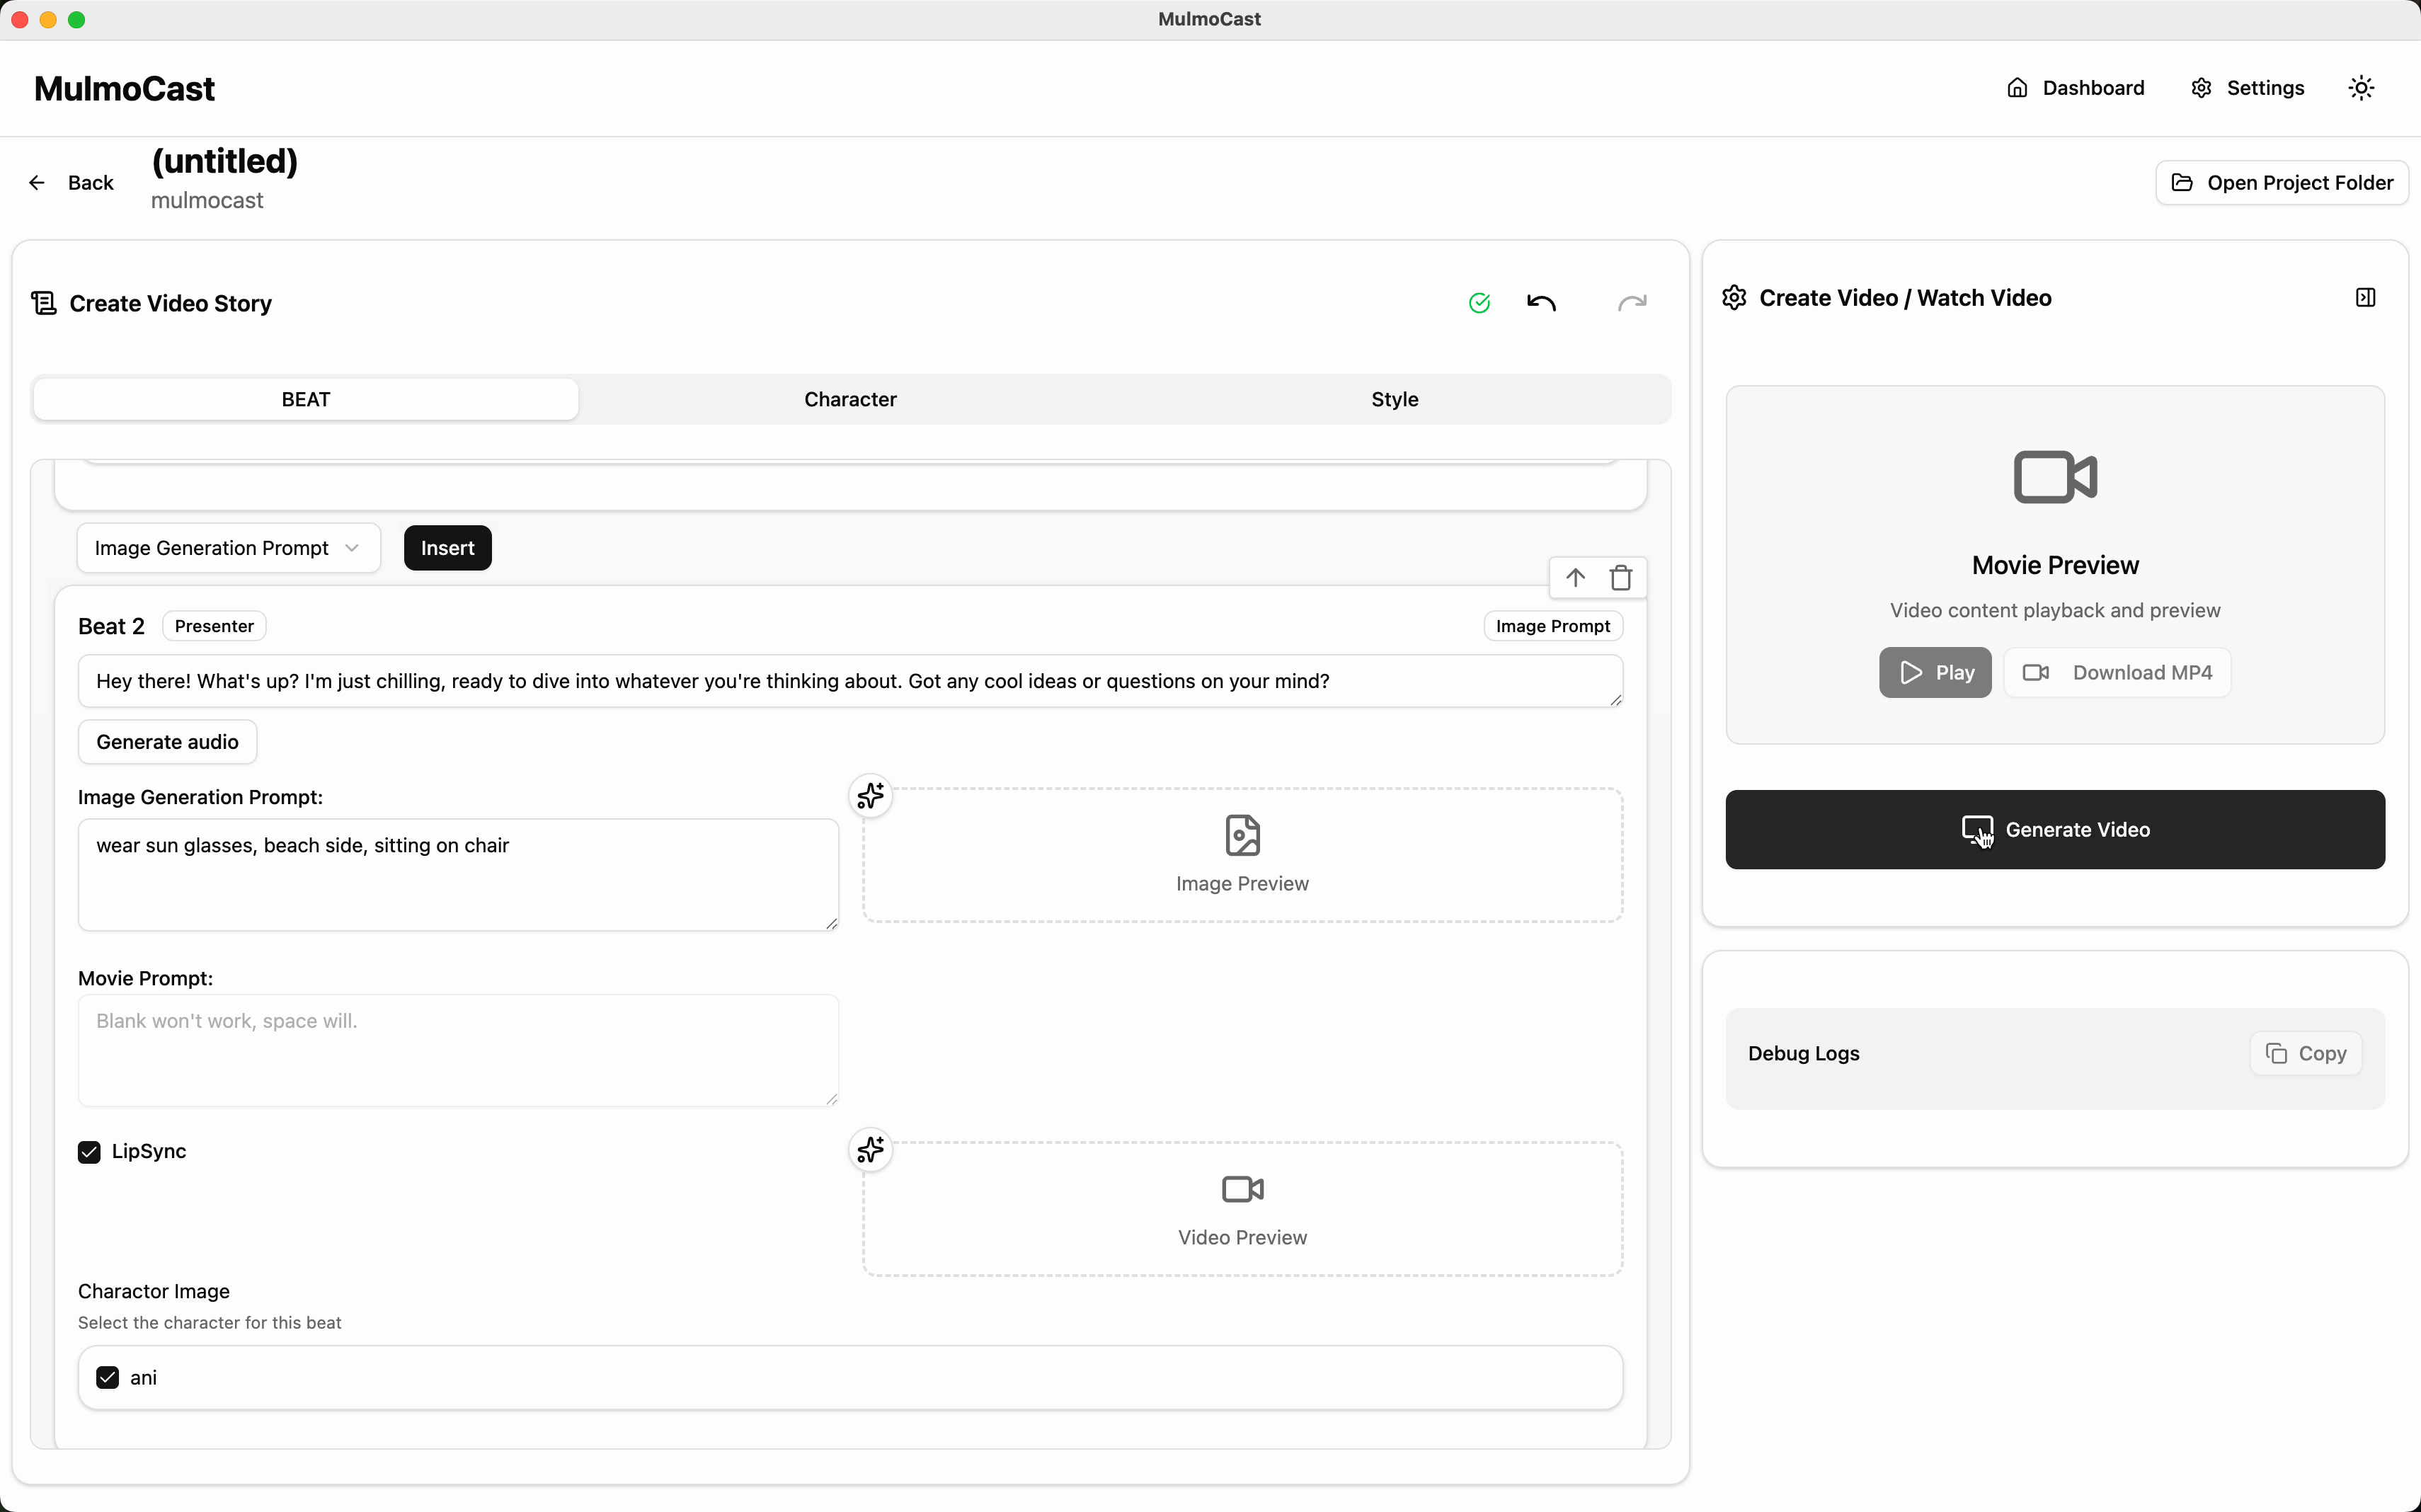 MulmoCast
MulmoCast
Dashboard
Settings
Back
(untitled)
mulmocast
Open Project Folder
Create Video Story
BEAT
Character
Style
Image Generation Prompt
Insert
Beat 2
Presenter
Image Prompt
Hey there! What's up? I'm just chilling, ready to dive into whatever you're thinking about. Got any cool ideas or questions on your mind?
Generate audio
Image Generation Prompt:
wear sun glasses, beach side, sitting on chair
Image Preview
Movie Prompt:
Blank won't work, space will.
LipSync
Video Preview
Charactor Image
Select the character for this beat
ani
Create Video / Watch Video
Movie Preview
Video content playback and preview
Play
Download MP4
Generate Video
Debug Logs
Copy